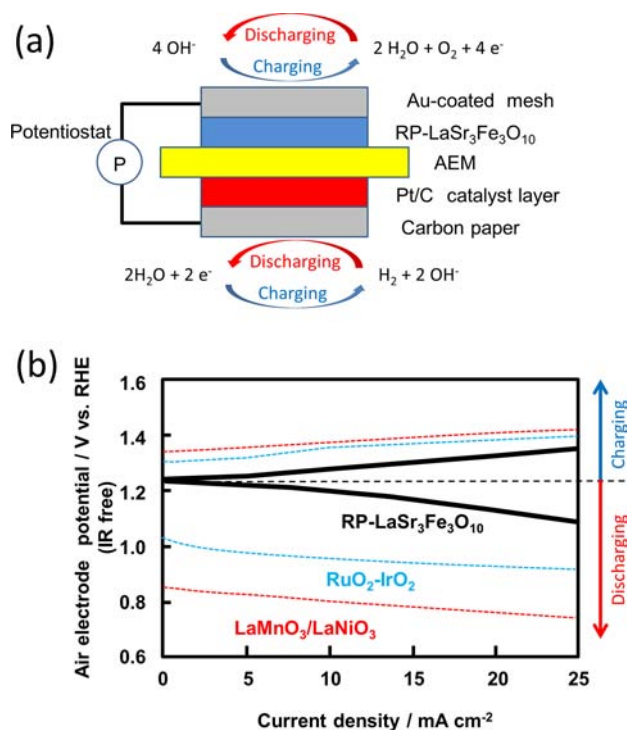 (a)
Discharging
4 OH⁻
2 H₂O + O₂ + 4 e⁻
Charging
Au-coated mesh
Potentiostat
RP-LaSr₃Fe₃O₁₀
P
AEM
Pt/C catalyst layer
Carbon paper
Discharging
2H₂O + 2 e⁻
H₂ + 2 OH⁻
Charging
(b)
Air electrode potential / V vs. RHE
(IR free)
1.6
1.4
1.2
1.0
0.8
0.6
RP-LaSr₃Fe₃O₁₀
RuO₂-IrO₂
LaMnO₃/LaNiO₃
Charging
Discharging
0
5
10
15
20
25
Current density / mA cm⁻²